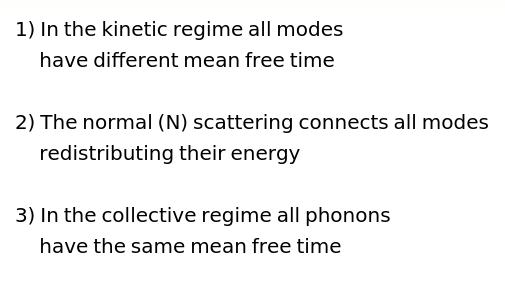 1) In the kinetic regime all modes
have different mean free time
2) The normal (N) scattering connects all modes
redistributing their energy
3) In the collective regime all phonons
have the same mean free time